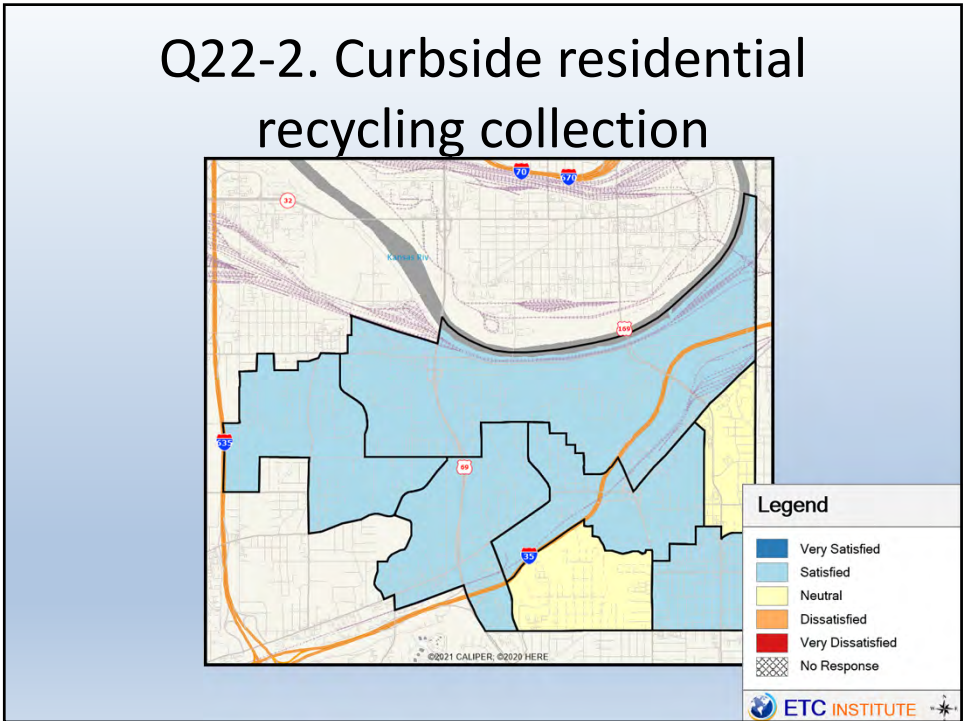 Q22-2. Curbside residential
recycling collection
70
670
32
Kansas Riv
169
635
69
35
©2021 CALIPER; ©2020 HERE
Legend
Very Satisfied
Satisfied
Neutral
Dissatisfied
Very Dissatisfied
No Response
ETC INSTITUTE